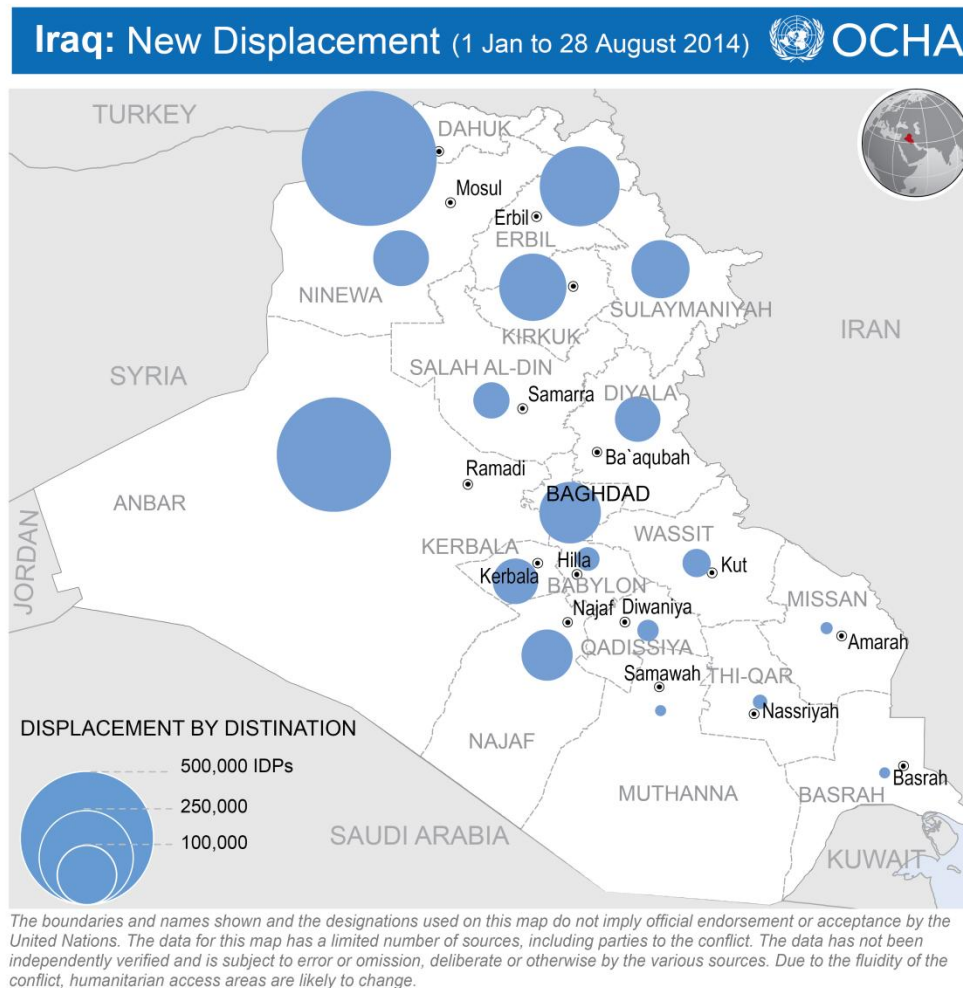 Iraq: New Displacement (1 Jan to 28 August 2014) OCHA
TURKEY
DAHUK
Mosul
Erbil
ERBIL
NINEWA
SULAYMANIYAH
KIRKUK
IRAN
SALAH AL-DIN
SYRIA
Samarra
DIYALA
Ba`aqubah
Ramadi
ANBAR
BAGHDAD
JORDAN
KERBALA
WASSIT
Hilla
Kut
Kerbala
BABYLON
MISSAN
Najaf
Diwaniya
Amarah
QADISSIYA
Samawah
THI-QAR
Nassriyah
NAJAF
Basrah
MUTHANNA
BASRAH
SAUDI ARABIA
KUWAIT
DISPLACEMENT BY DISTINATION
500,000 IDPs
250,000
100,000
The boundaries and names shown and the designations used on this map do not imply official endorsement or acceptance by the
United Nations. The data for this map has a limited number of sources, including parties to the conflict. The data has not been
independently verified and is subject to error or omission, deliberate or otherwise by the various sources. Due to the fluidity of the
conflict, humanitarian access areas are likely to change.